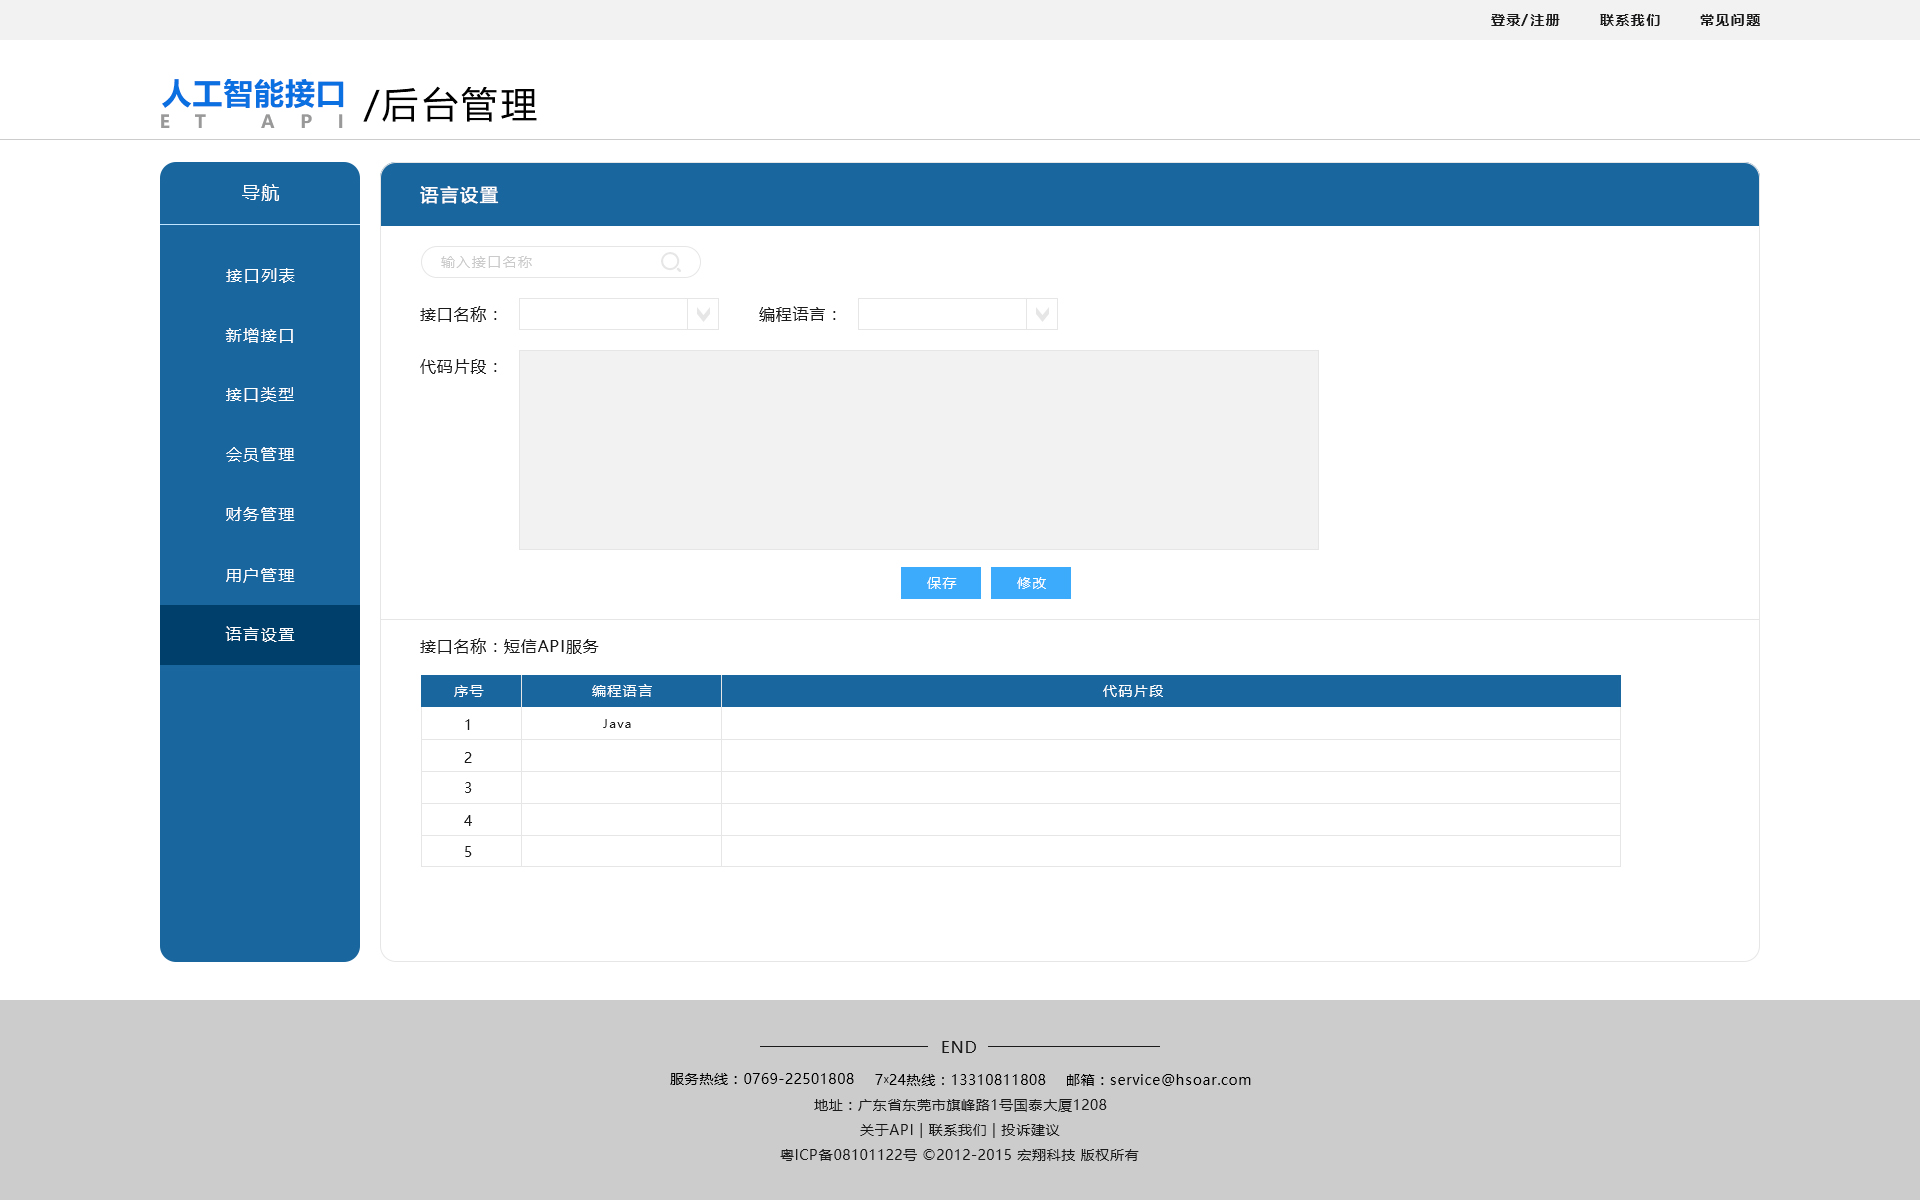 登录/注册 联系我们 常见问题
人工智能接口 /后台管理
ET API
导航
接口列表
新增接口
接口类型
会员管理
财务管理
用户管理
语言设置
语言设置
输入接口名称
接口名称： 编程语言：
代码片段：
保存 修改
接口名称：短信API服务
序号 编程语言 代码片段
1 Java
2
3
4
5
END
服务热线：0769-22501808 7x24热线：13310811808 邮箱：service@hsoar.com
地址：广东省东莞市旗峰路1号国泰大厦1208
关于API | 联系我们 | 投诉建议
粤ICP备08101122号 ©2012-2015 宏翔科技 版权所有